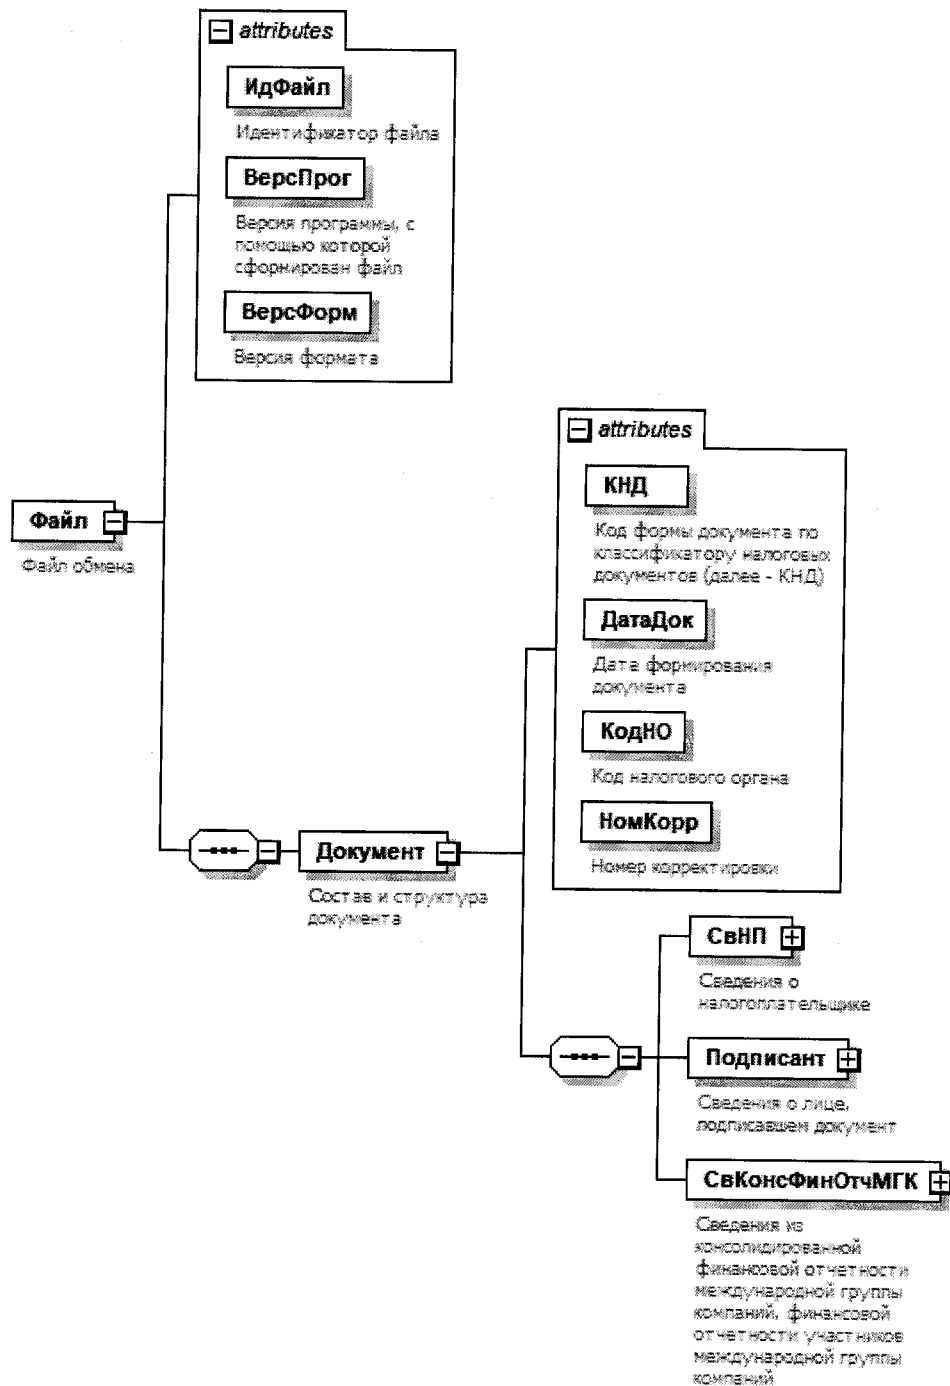 attributes
ИдФайл
Идентификатор файла
ВерсПрог
Версия программы, с
помощью которой
сформирован файл
ВерсФорм
Версия формата
Файл
Файл обмена
attributes
КНД
Код формы документа по
классификатору налоговых
документов (далее - КНД)
ДатаДок
Дата формирования
документа
КодНО
Код налогового органа
НомКорр
Номер корректировки
Документ
Состав и структура
документа
СвНП
Сведения о
налогоплательщике
Подписант
Сведения о лице,
подписавшем документ
СвКонсФинОтчМГК
Сведения из
консолидированной
финансовой отчетности
международной группы
компаний, финансовой
отчетности участников
международной группы
компаний